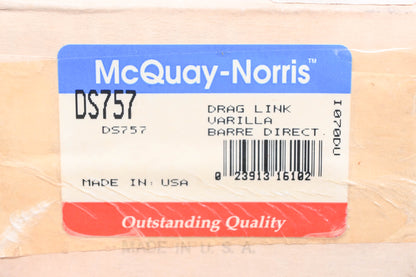 McQuay-Norris™
DS757
DS757
DRAG LINK
VARILLA
BARRE DIRECT.
I070DU
0 23913 16102
MADE IN: USA
Outstanding Quality
MADE IN U. S. A.